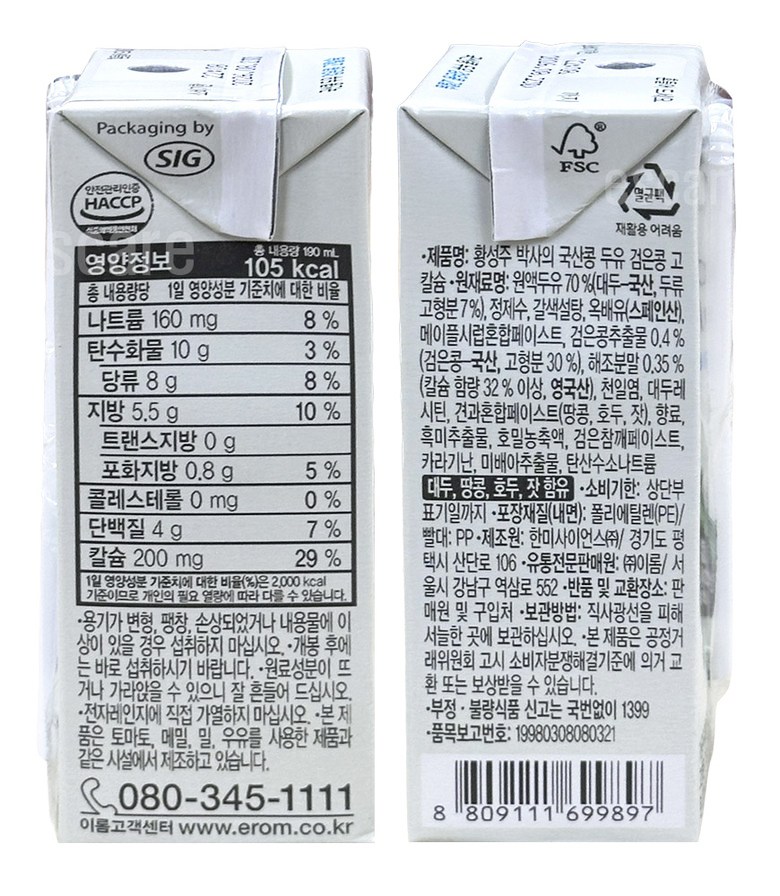 Packaging by
SIG
안전관리인증
HACCP
식품의약품안전처
영양정보
총 내용량 190 mL
105 kcal
총 내용량당 1일 영양성분 기준치에 대한 비율
나트륨 160 mg 8 %
탄수화물 10 g 3 %
당류 8 g 8 %
지방 5.5 g 10 %
트랜스지방 0 g
포화지방 0.8 g 5 %
콜레스테롤 0 mg 0 %
단백질 4 g 7 %
칼슘 200 mg 29 %
1일 영양성분 기준치에 대한 비율(%)은 2,000 kcal
기준이므로 개인의 필요 열량에 따라 다를 수 있습니다.
•용기가 변형, 팽창, 손상되었거나 내용물에 이
상이 있을 경우 섭취하지 마십시오. •개봉 후에
는 바로 섭취하시기 바랍니다. •원료성분이 뜨
거나 가라앉을 수 있으니 잘 흔들어 드십시오.
•전자레인지에 직접 가열하지 마십시오. •본 제
품은 토마토, 메밀, 밀, 우유를 사용한 제품과
같은 시설에서 제조하고 있습니다.
080-345-1111
이롬고객센터 www.erom.co.kr
FSC
멸균팩
재활용 어려움
•제품명: 황성주 박사의 국산콩 두유 검은콩 고
칼슘 •원재료명: 원액두유 70 %(대두-국산, 두류
고형분 7 %), 정제수, 갈색설탕, 옥배유(스페인산),
메이플시럽혼합페이스트, 검은콩추출물 0.4 %
(검은콩-국산, 고형분 30 %), 해조분말 0.35 %
(칼슘 함량 32 % 이상, 영국산), 천일염, 대두레
시틴, 견과혼합페이스트(땅콩, 호두, 잣), 향료,
흑미추출물, 호밀농축액, 검은참깨페이스트,
카라기난, 미배아추출물, 탄산수소나트륨
대두, 땅콩, 호두, 잣 함유 •소비기한: 상단부
표기일까지 •포장재질(내면): 폴리에틸렌(PE)/
빨대: PP •제조원: 한미사이언스㈜/ 경기도 평
택시 산단로 106 •유통전문판매원: ㈜이롬/ 서
울시 강남구 역삼로 552 •반품 및 교환장소: 판
매원 및 구입처 •보관방법: 직사광선을 피해
서늘한 곳에 보관하십시오. •본 제품은 공정거
래위원회 고시 소비자분쟁해결기준에 의거 교
환 또는 보상받을 수 있습니다.
•부정・불량식품 신고는 국번없이 1399
•품목보고번호: 19980308080321
8 809111 699897